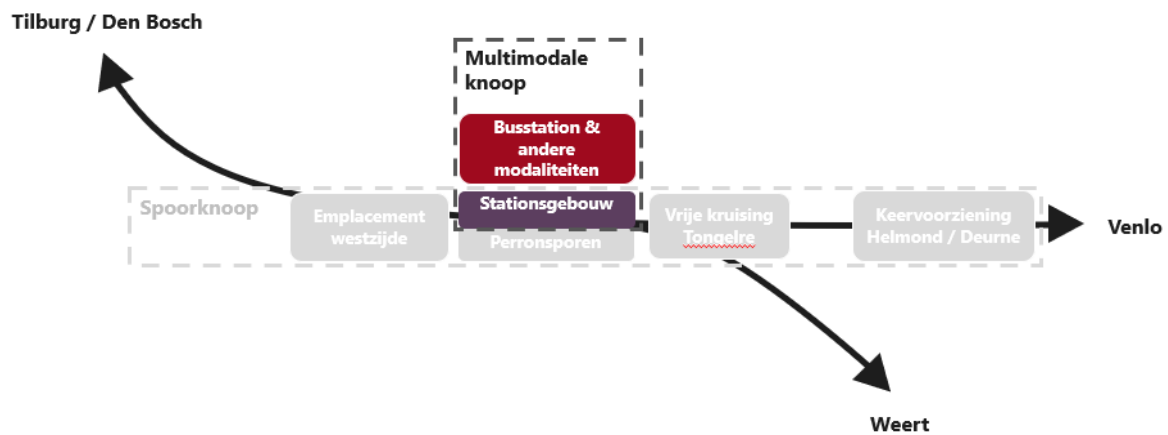 Tilburg / Den Bosch
Multimodale
knoop
Busstation &
andere
modaliteiten
Spoorknoop
Emplacement
westzijde
Stationsgebouw
Perronsporen
Vrije kruising
Tongelre
Keervoorziening
Helmond / Deurne
Venlo
Weert